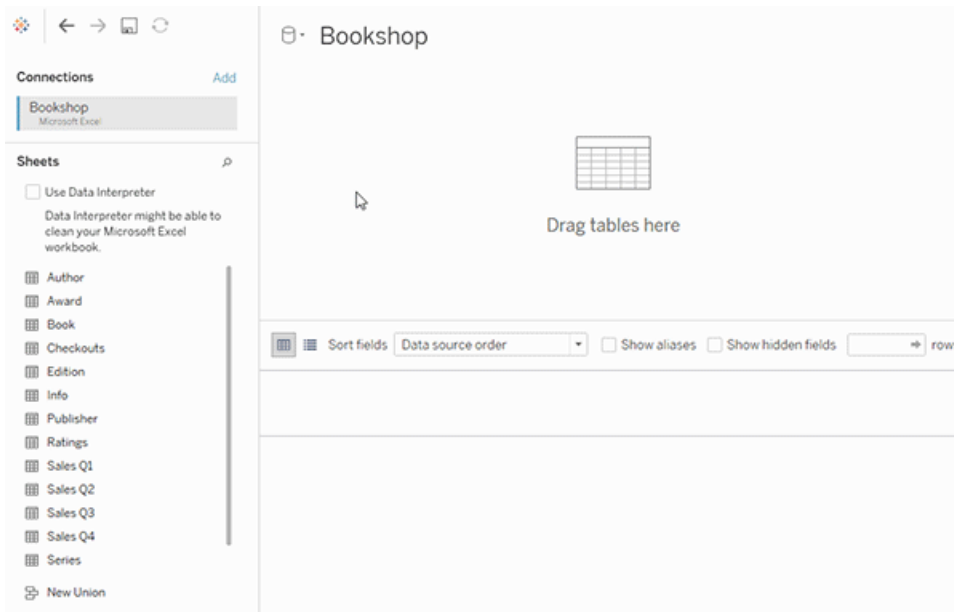 Bookshop
Connections Add
Bookshop
Microsoft Excel
Sheets
Use Data Interpreter
Data Interpreter might be able to
clean your Microsoft Excel
workbook.
Author
Award
Book
Checkouts
Edition
Info
Publisher
Ratings
Sales Q1
Sales Q2
Sales Q3
Sales Q4
Series
New Union
Drag tables here
Sort fields Data source order Show aliases Show hidden fields row